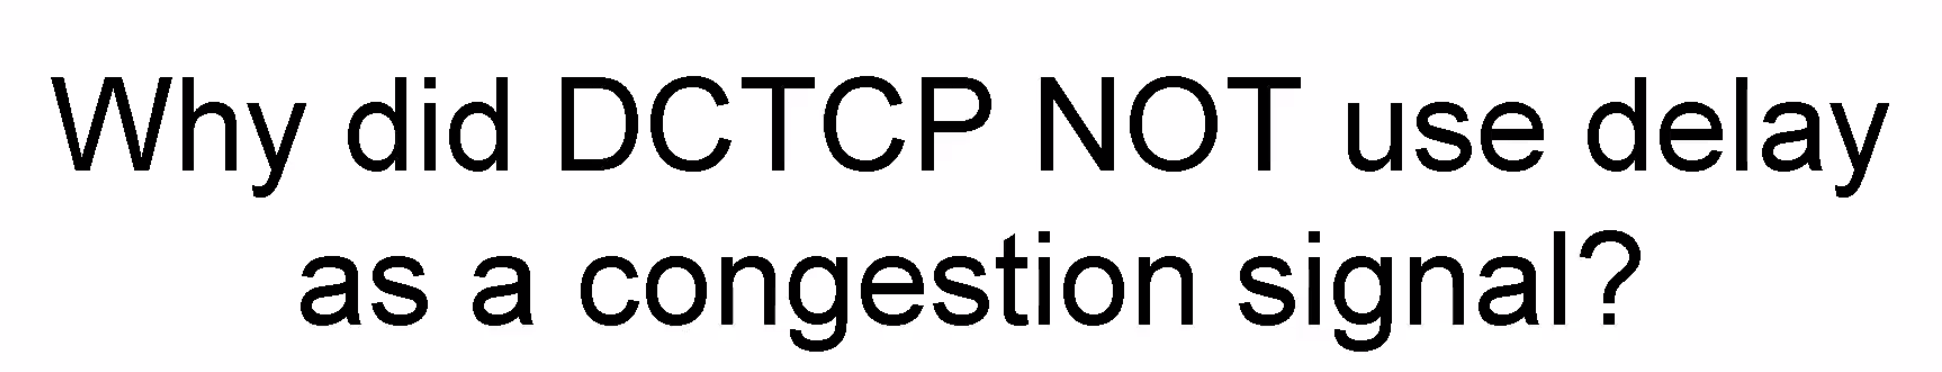 Why did DCTCP NOT use delay
as a congestion signal?